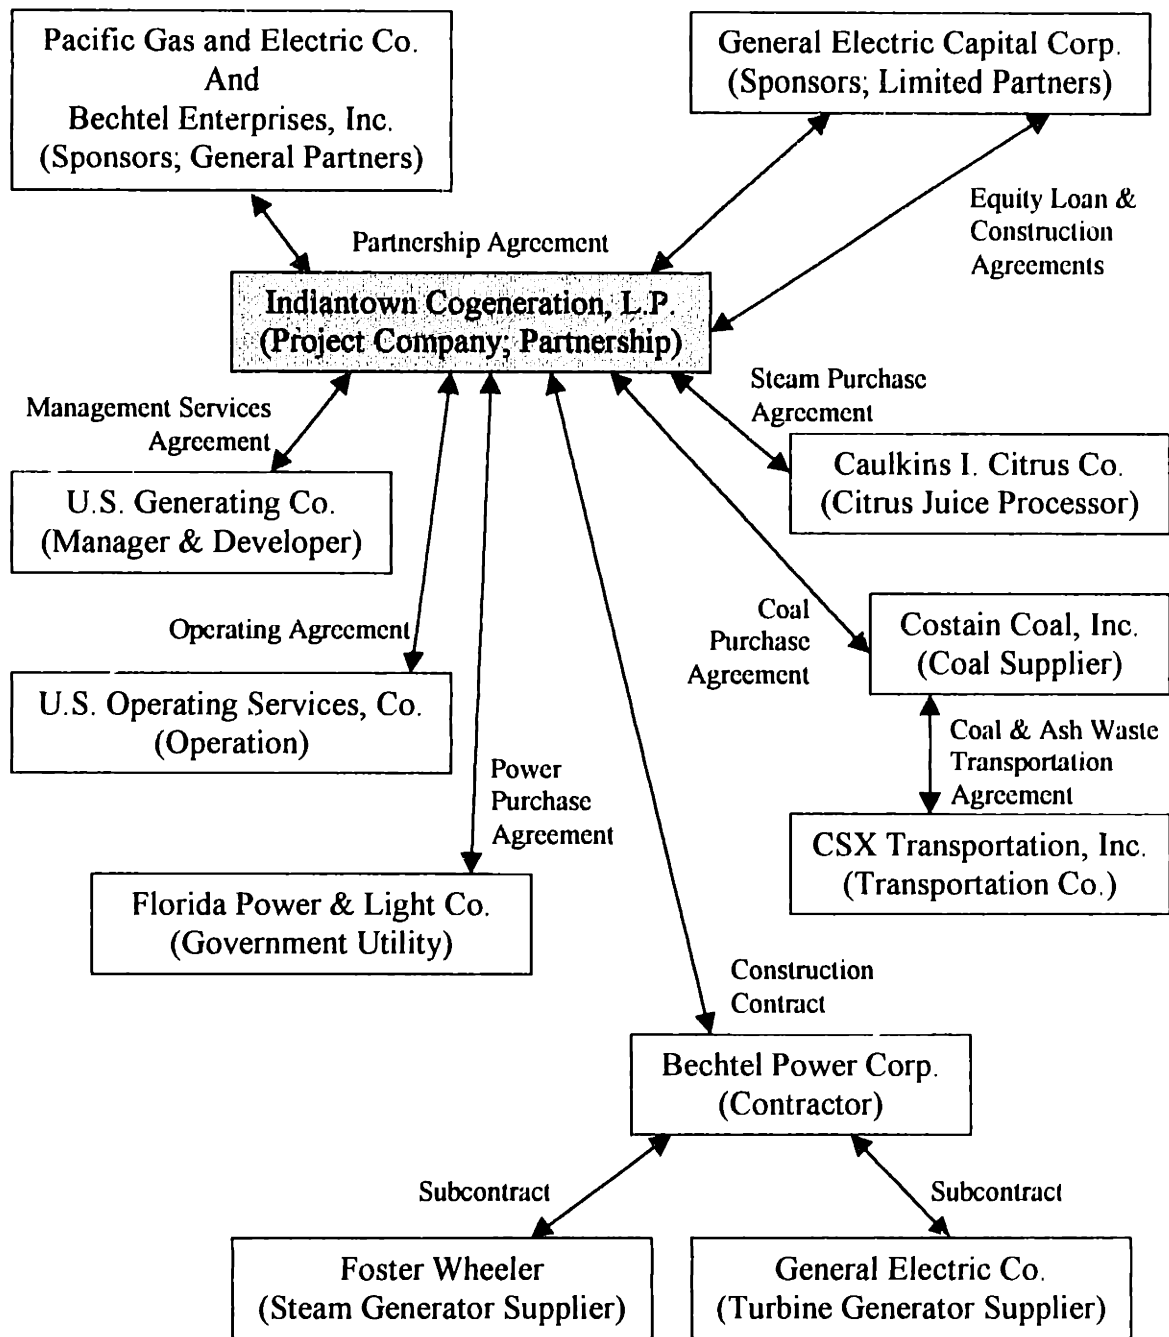 Pacific Gas and Electric Co.
And
Bechtel Enterprises, Inc.
(Sponsors; General Partners)
General Electric Capital Corp.
(Sponsors; Limited Partners)
Equity Loan &
Construction
Agreements
Partnership Agreement
Indiantown Cogeneration, L.P.
(Project Company; Partnership)
Management Services
Agreement
Steam Purchase
Agreement
U.S. Generating Co.
(Manager & Developer)
Caulkins I. Citrus Co.
(Citrus Juice Processor)
Operating Agreement
Coal
Purchase
Agreement
Costain Coal, Inc.
(Coal Supplier)
U.S. Operating Services, Co.
(Operation)
Coal & Ash Waste
Transportation
Agreement
Power
Purchase
Agreement
CSX Transportation, Inc.
(Transportation Co.)
Florida Power & Light Co.
(Government Utility)
Construction
Contract
Bechtel Power Corp.
(Contractor)
Subcontract
Subcontract
Foster Wheeler
(Steam Generator Supplier)
General Electric Co.
(Turbine Generator Supplier)